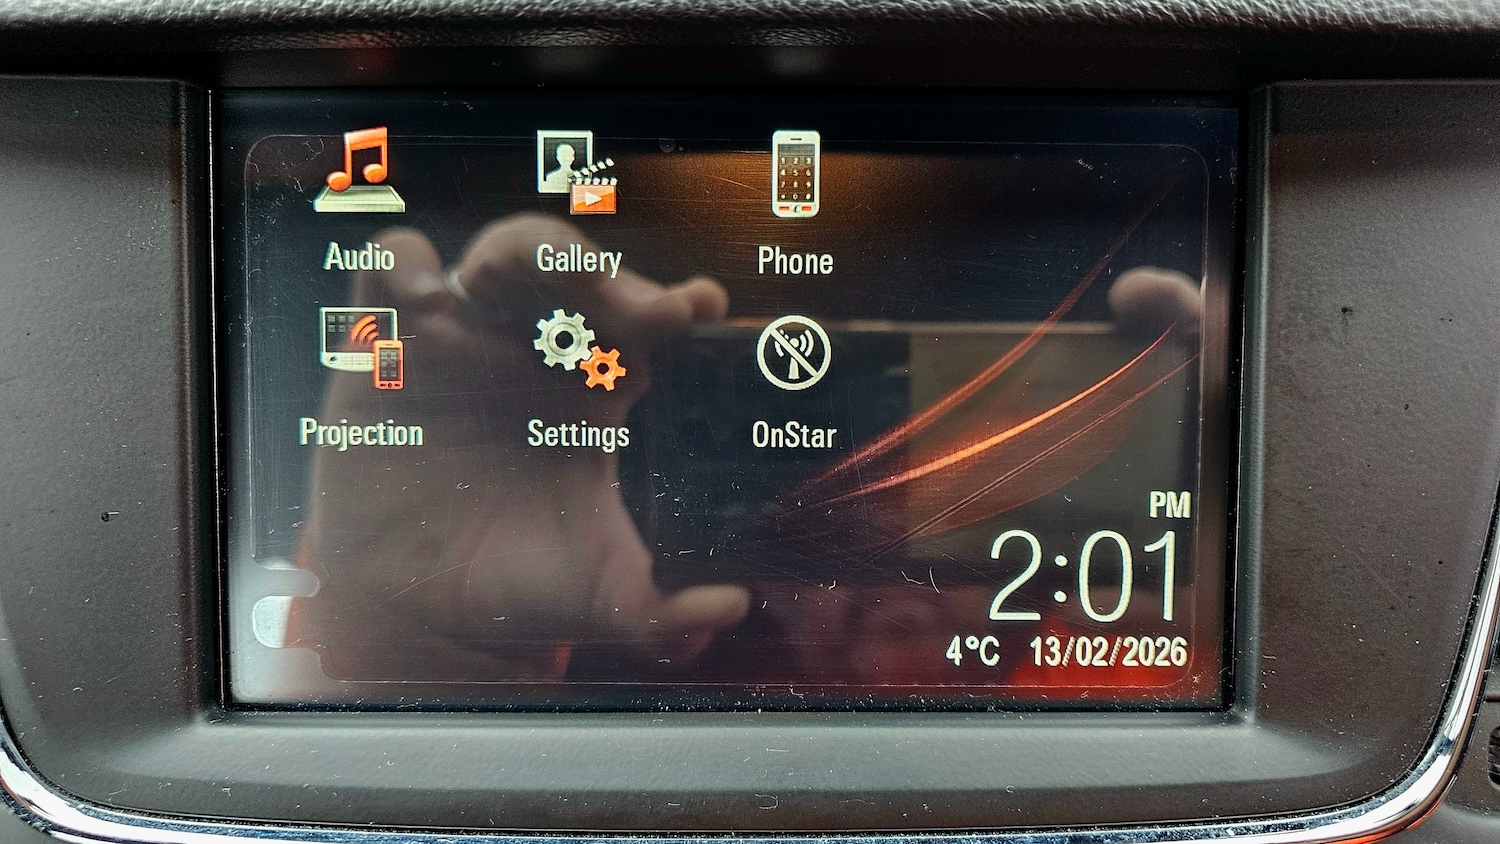 Audio Gallery Phone
Projection Settings OnStar
PM
2:01
4°C 13/02/2026